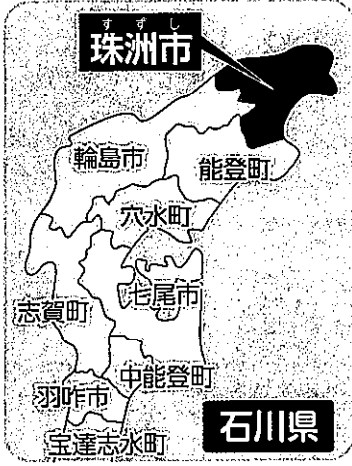 すずし
珠洲市
輪島市
能登町
穴水町
七尾市
志賀町
中能登町
羽咋市
宝達志水町
石川県